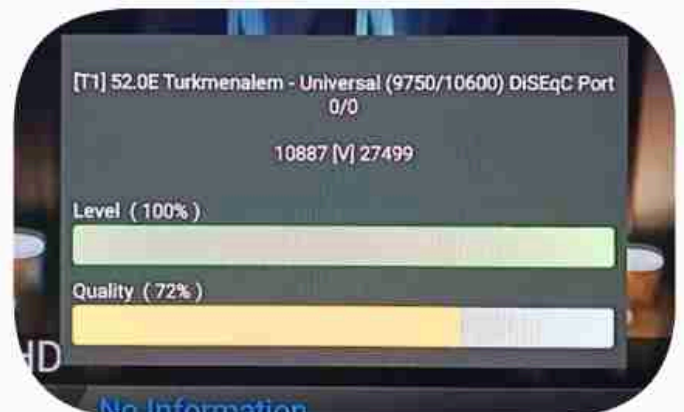 [T1] 52.0E Turkmenalem - Universal (9750/10600) DiSEqC Port
0/0
10887 [V] 27499
Level ( 100% )
Quality ( 72% )
HD
No Information